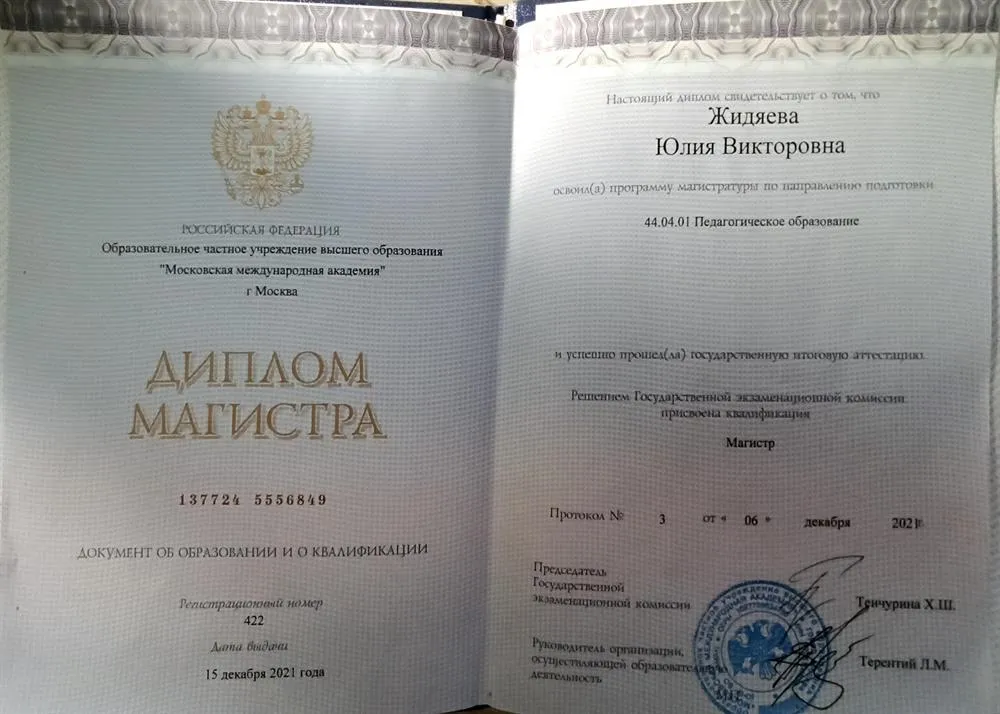 РОССИЙСКАЯ ФЕДЕРАЦИЯ
Образовательное частное учреждение высшего образования
"Московская международная академия"
г Москва
ДИПЛОМ
МАГИСТРА
137724 5556849
ДОКУМЕНТ ОБ ОБРАЗОВАНИИ И О КВАЛИФИКАЦИИ
Регистрационный номер
422
Дата выдачи
15 декабря 2021 года
Настоящий диплом свидетельствует о том, что
Жидяева
Юлия Викторовна
освоил(а) программу магистратуры по направлению подготовки
44.04.01 Педагогическое образование
и успешно прошел(ла) государственную итоговую аттестацию.
Решением Государственной экзаменационной комиссии
присвоена квалификация
Магистр
Протокол № 3 от « 06 » декабря 2021г
Председатель
Государственной
экзаменационной комиссии
Тенчурина Х.Ш.
Руководитель организации,
осуществляющей образовательную
деятельность
Терентий Л.М.
М.П.